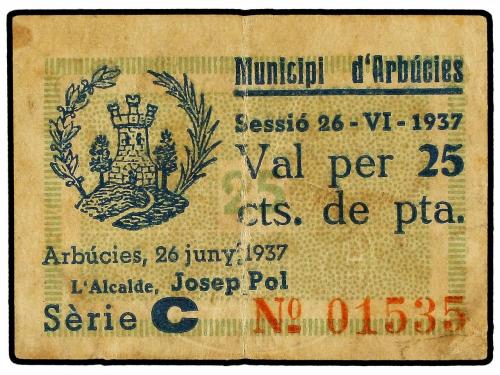 Municipi d'Arbúcies
Sessió 26-VI-1937
Val per 25
cts. de pta.
25
Arbúcies, 26 juny, 1937
L'Alcalde, Josep Pol
Sèrie C Nº 01535